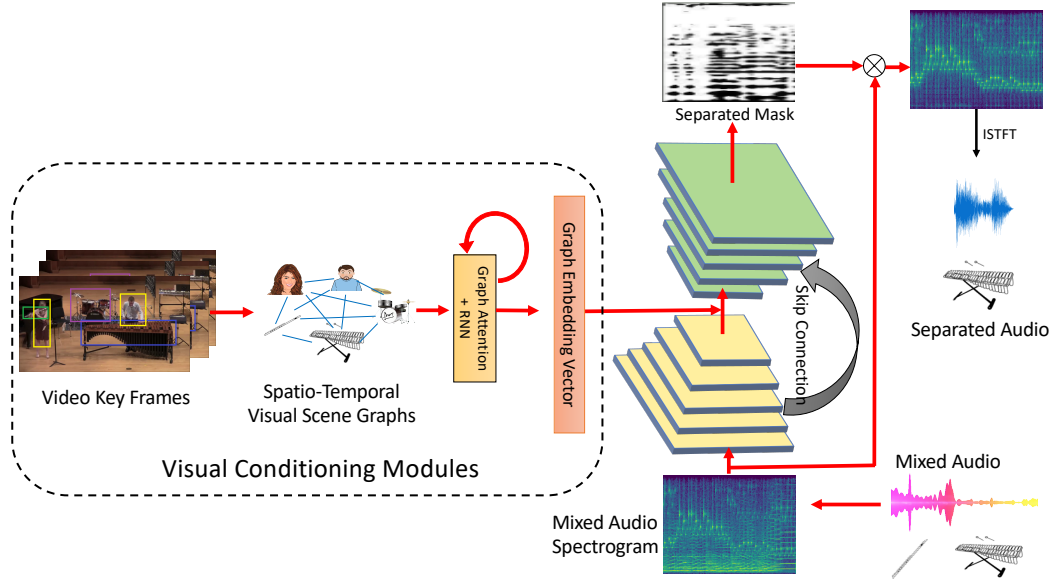 Separated Mask
ISTFT
Separated Audio
Skip Connection
Graph Attention
+ RNN
Graph Embedding Vector
Video Key Frames
Spatio-Temporal
Visual Scene Graphs
Visual Conditioning Modules
Mixed Audio
Mixed Audio
Spectrogram